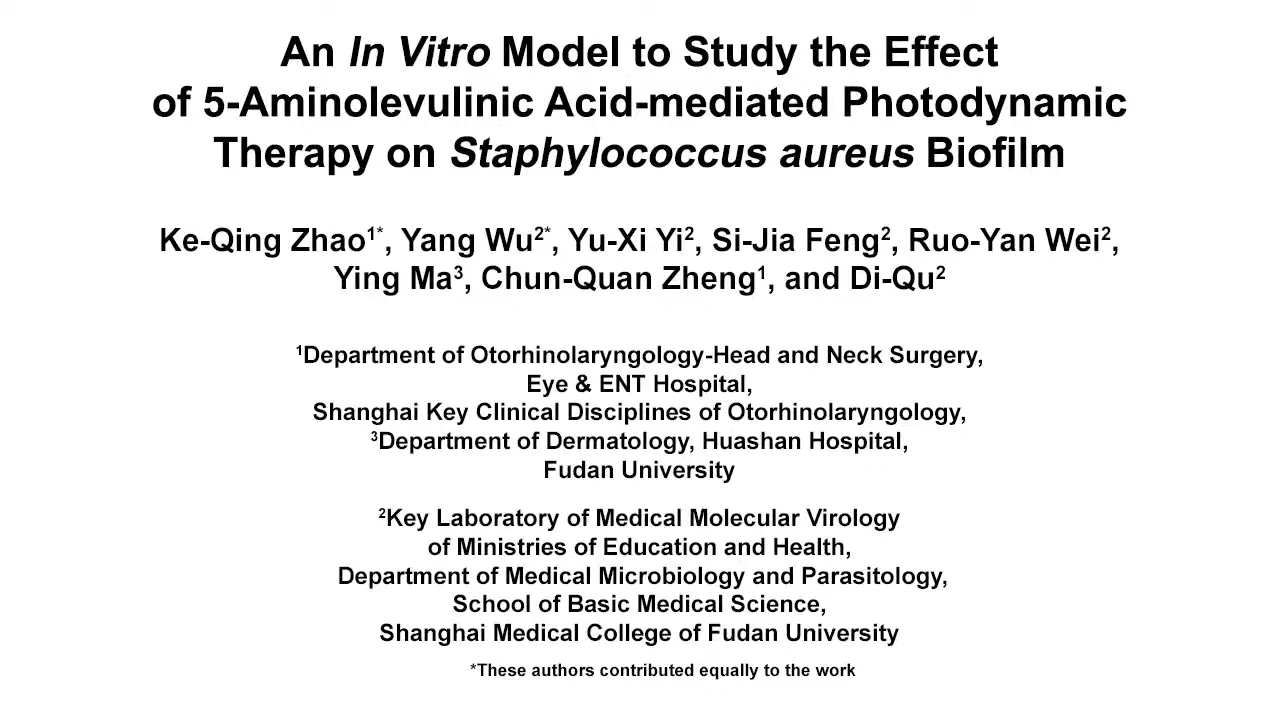 An In Vitro Model to Study the Effect
of 5-Aminolevulinic Acid-mediated Photodynamic
Therapy on Staphylococcus aureus Biofilm
Ke-Qing Zhao¹*, Yang Wu²*, Yu-Xi Yi², Si-Jia Feng², Ruo-Yan Wei²,
Ying Ma³, Chun-Quan Zheng¹, and Di-Qu²
¹Department of Otorhinolaryngology-Head and Neck Surgery,
Eye & ENT Hospital,
Shanghai Key Clinical Disciplines of Otorhinolaryngology,
³Department of Dermatology, Huashan Hospital,
Fudan University
²Key Laboratory of Medical Molecular Virology
of Ministries of Education and Health,
Department of Medical Microbiology and Parasitology,
School of Basic Medical Science,
Shanghai Medical College of Fudan University
*These authors contributed equally to the work